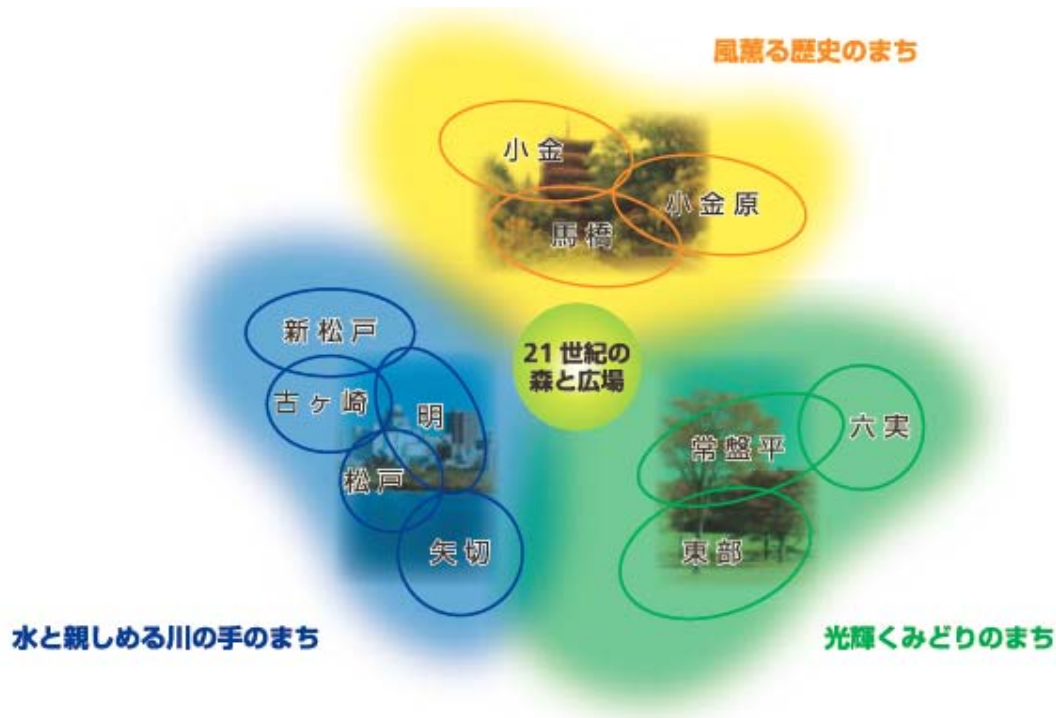 風薫る歴史のまち
小金
小金原
馬橋
新松戸
古ヶ崎
明
松戸
矢切
21世紀の
森と広場
常盤平
六実
東部
水と親しめる川の手のまち
光輝くみどりのまち